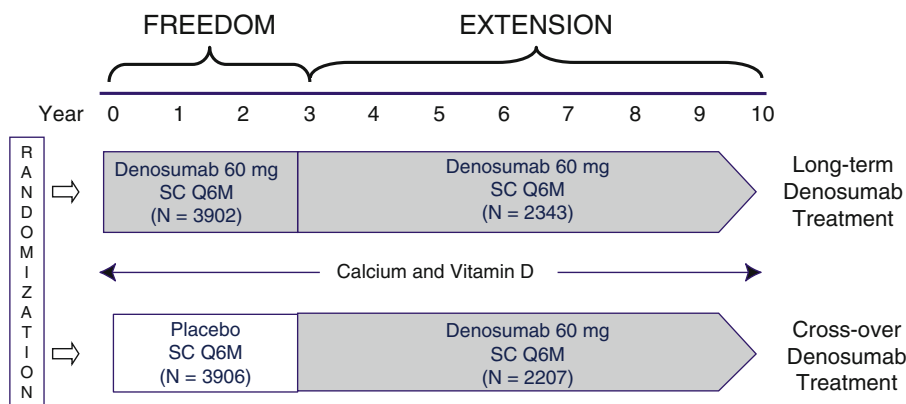 FREEDOM EXTENSION
Year 0 1 2 3 4 5 6 7 8 9 10
RANDOMIZATION
Denosumab 60 mg
SC Q6M
(N = 3902)
Denosumab 60 mg
SC Q6M
(N = 2343)
Long-term
Denosumab
Treatment
Calcium and Vitamin D
Placebo
SC Q6M
(N = 3906)
Denosumab 60 mg
SC Q6M
(N = 2207)
Cross-over
Denosumab
Treatment